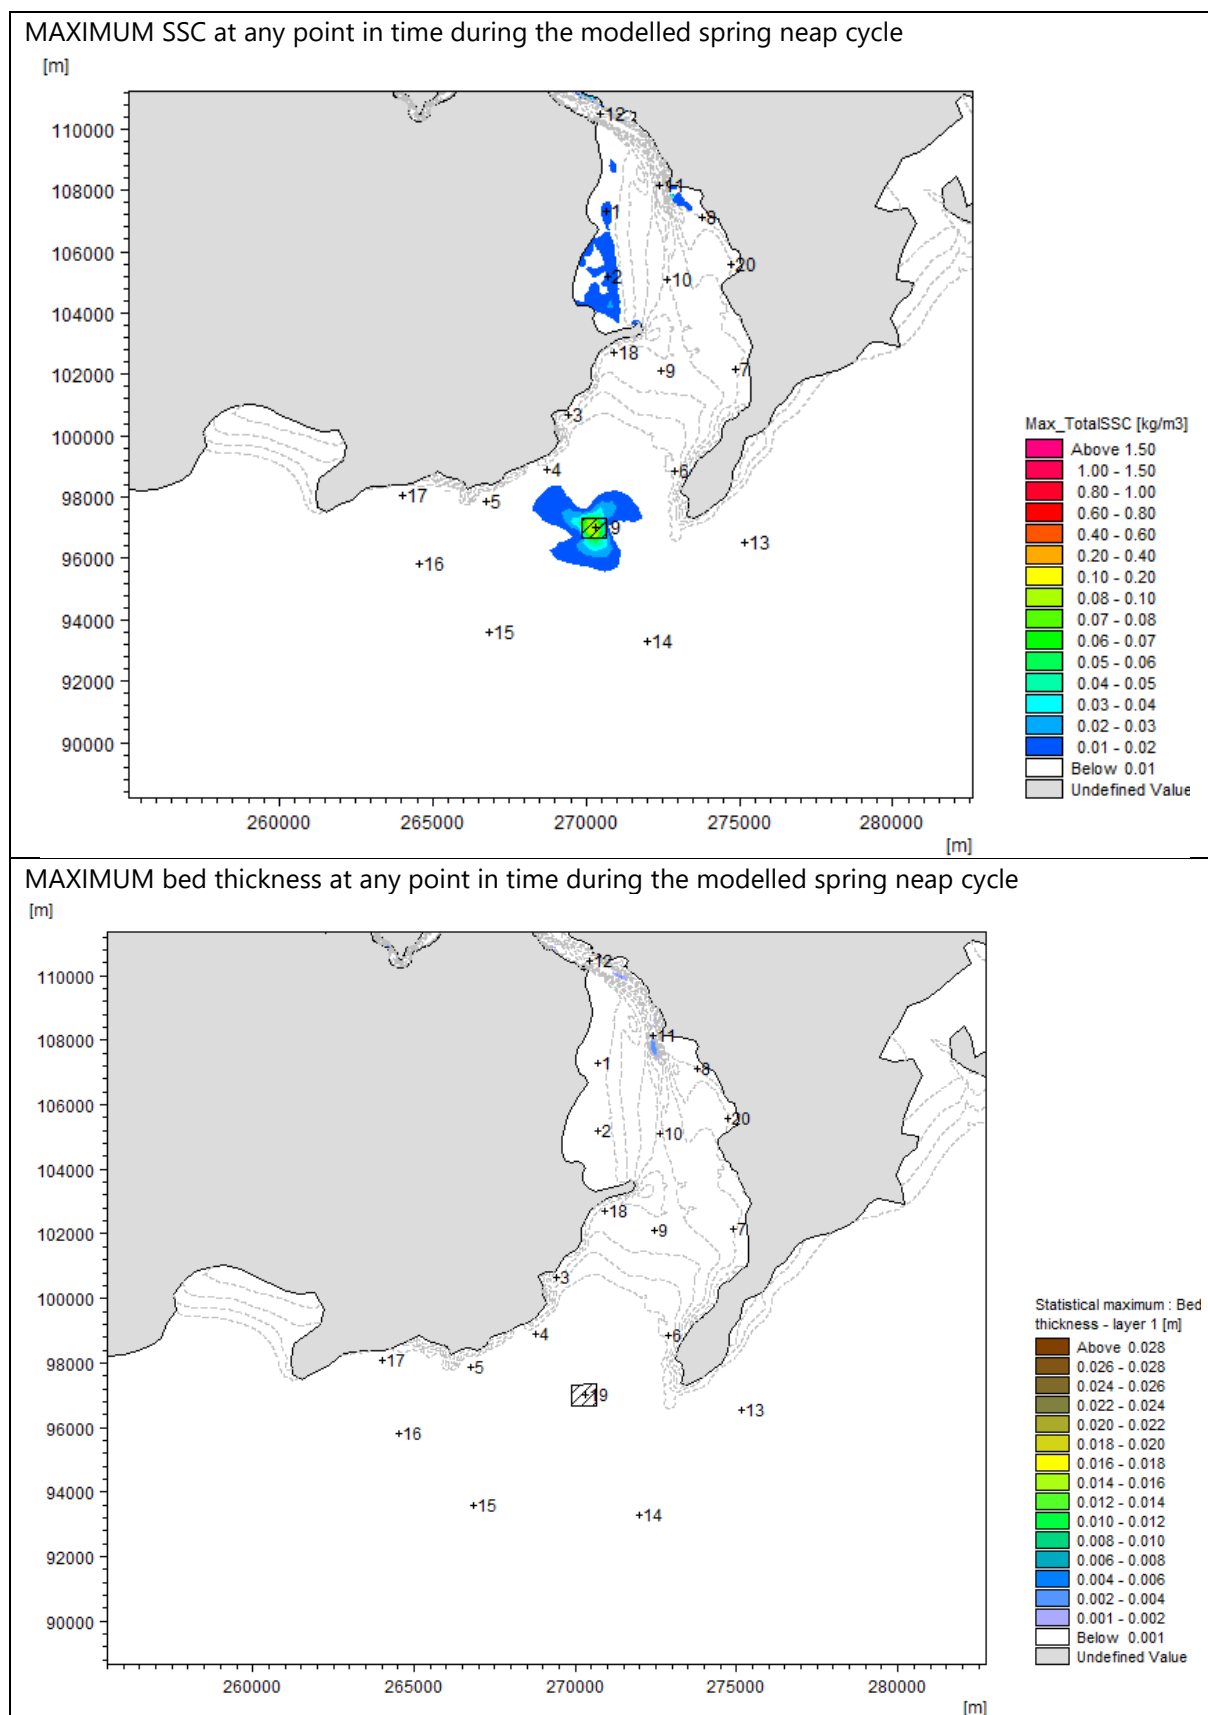 MAXIMUM SSC at any point in time during the modelled spring neap cycle
[m]
110000
108000
106000
104000
102000
100000
98000
96000
94000
92000
90000
260000 265000 270000 275000 280000
[m]
+12
+11
+1
+8
+20
+2
+10
+18
+9
+7
+3
+4
+6
+17
+5
+19
+13
+16
+15
+14
Max_TotalSSC [kg/m3]
Above 1.50
1.00 - 1.50
0.80 - 1.00
0.60 - 0.80
0.40 - 0.60
0.20 - 0.40
0.10 - 0.20
0.08 - 0.10
0.07 - 0.08
0.06 - 0.07
0.05 - 0.06
0.04 - 0.05
0.03 - 0.04
0.02 - 0.03
0.01 - 0.02
Below 0.01
Undefined Value
MAXIMUM bed thickness at any point in time during the modelled spring neap cycle
[m]
110000
108000
106000
104000
102000
100000
98000
96000
94000
92000
90000
260000 265000 270000 275000 280000
[m]
+12
+11
+1
+8
+20
+2
+10
+18
+9
+7
+3
+4
+6
+17
+5
+19
+13
+16
+15
+14
Statistical maximum : Bed
thickness - layer 1 [m]
Above 0.028
0.026 - 0.028
0.024 - 0.026
0.022 - 0.024
0.020 - 0.022
0.018 - 0.020
0.016 - 0.018
0.014 - 0.016
0.012 - 0.014
0.010 - 0.012
0.008 - 0.010
0.006 - 0.008
0.004 - 0.006
0.002 - 0.004
0.001 - 0.002
Below 0.001
Undefined Value